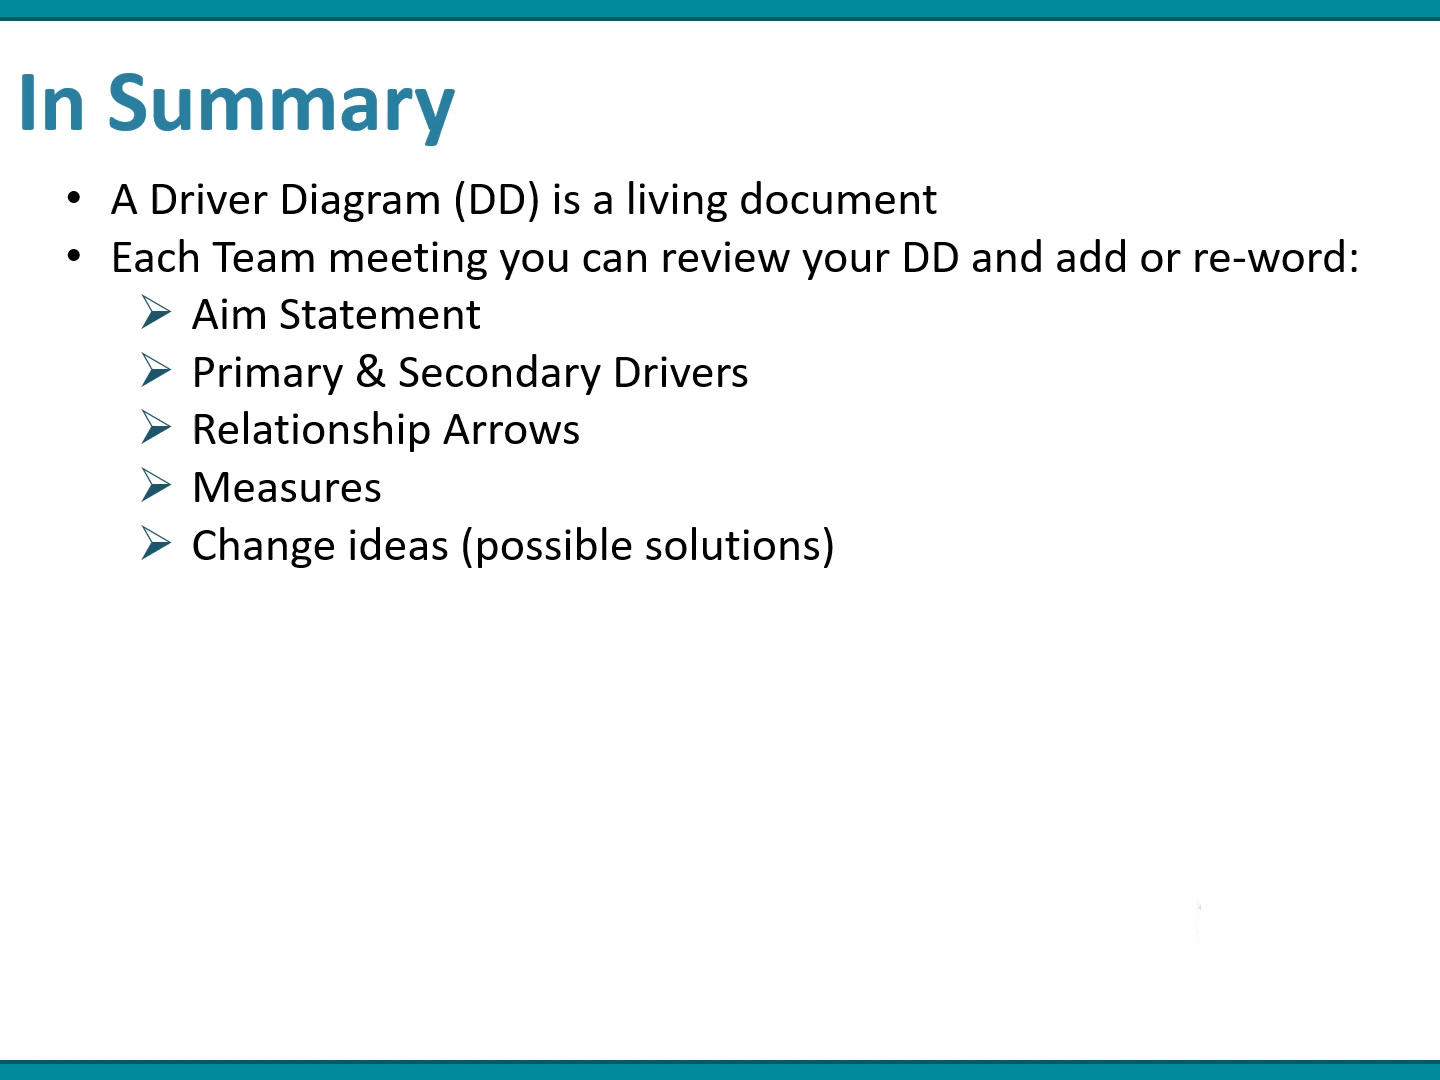 In Summary
• A Driver Diagram (DD) is a living document
• Each Team meeting you can review your DD and add or re-word:
➢ Aim Statement
➢ Primary & Secondary Drivers
➢ Relationship Arrows
➢ Measures
➢ Change ideas (possible solutions)